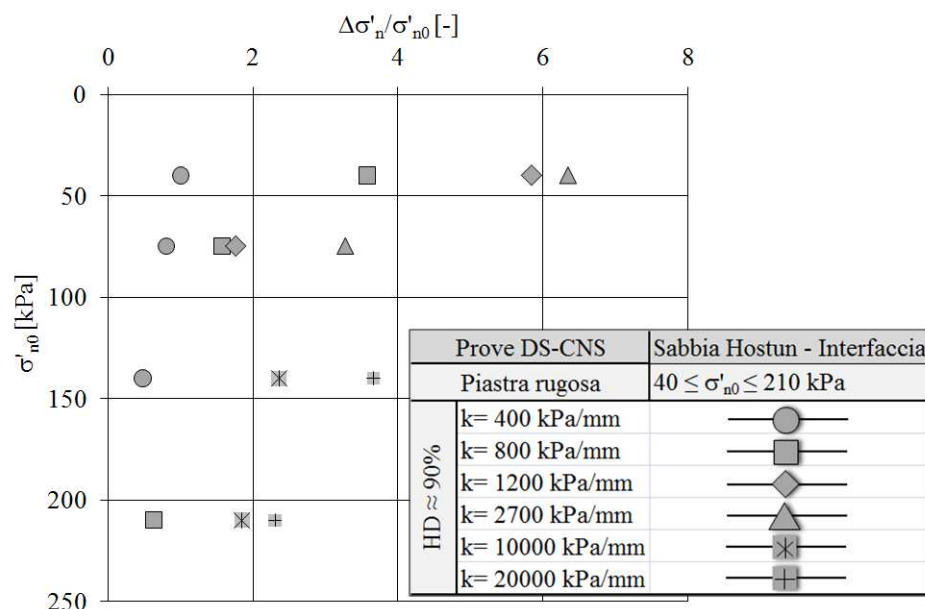 Δσ'n/σ'n0 [-]
0 2 4 6 8
0
50
100
150
200
250
σ'n0 [kPa]
Prove DS-CNS Sabbia Hostun - Interfaccia
Piastra rugosa 40 ≤ σ'n0 ≤ 210 kPa
HD ≈ 90%
k= 400 kPa/mm
k= 800 kPa/mm
k= 1200 kPa/mm
k= 2700 kPa/mm
k= 10000 kPa/mm
k= 20000 kPa/mm